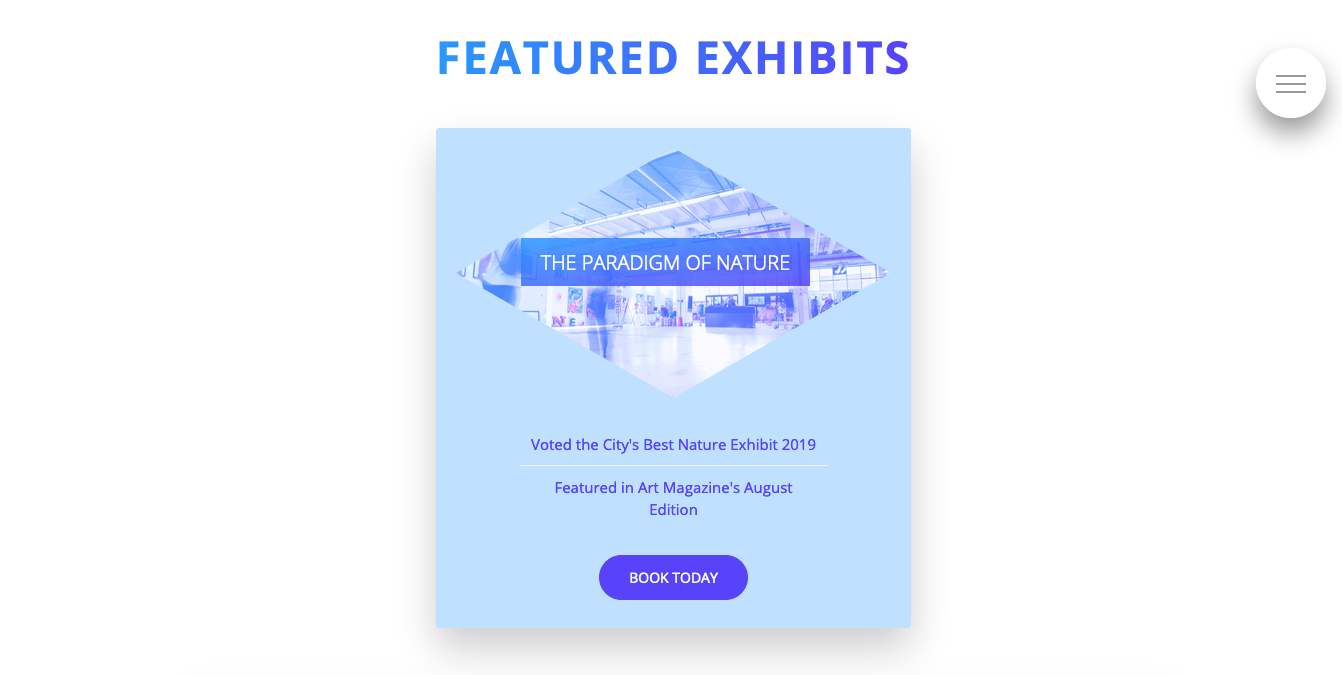 FEATURED EXHIBITS
THE PARADIGM OF NATURE
Voted the City's Best Nature Exhibit 2019
Featured in Art Magazine's August
Edition
BOOK TODAY